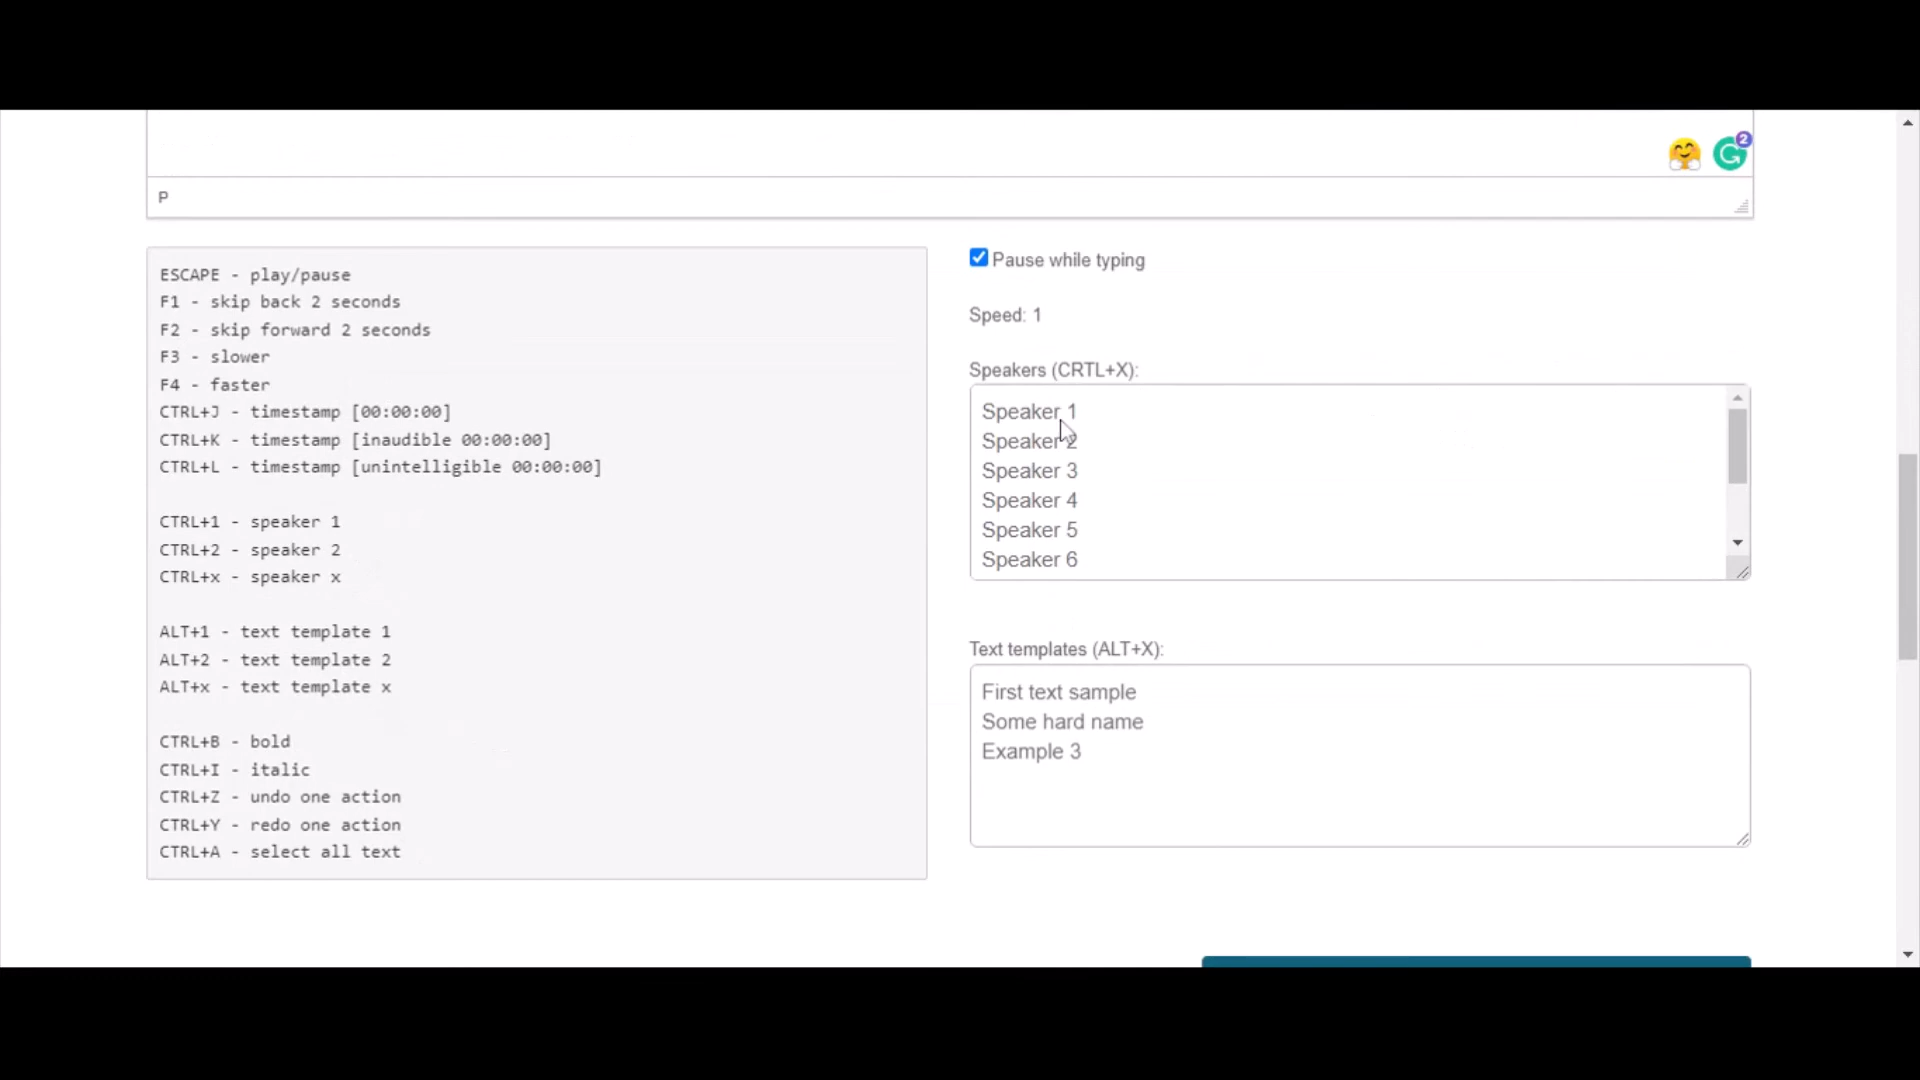 2
P
ESCAPE - play/pause
F1 - skip back 2 seconds
F2 - skip forward 2 seconds
F3 - slower
F4 - faster
CTRL+J - timestamp [00:00:00]
CTRL+K - timestamp [inaudible 00:00:00]
CTRL+L - timestamp [unintelligible 00:00:00]
CTRL+1 - speaker 1
CTRL+2 - speaker 2
CTRL+x - speaker x
ALT+1 - text template 1
ALT+2 - text template 2
ALT+x - text template x
CTRL+B - bold
CTRL+I - italic
CTRL+Z - undo one action
CTRL+Y - redo one action
CTRL+A - select all text
Pause while typing
Speed: 1
Speakers (CRTL+X):
Speaker 1
Speaker 2
Speaker 3
Speaker 4
Speaker 5
Speaker 6
Text templates (ALT+X):
First text sample
Some hard name
Example 3